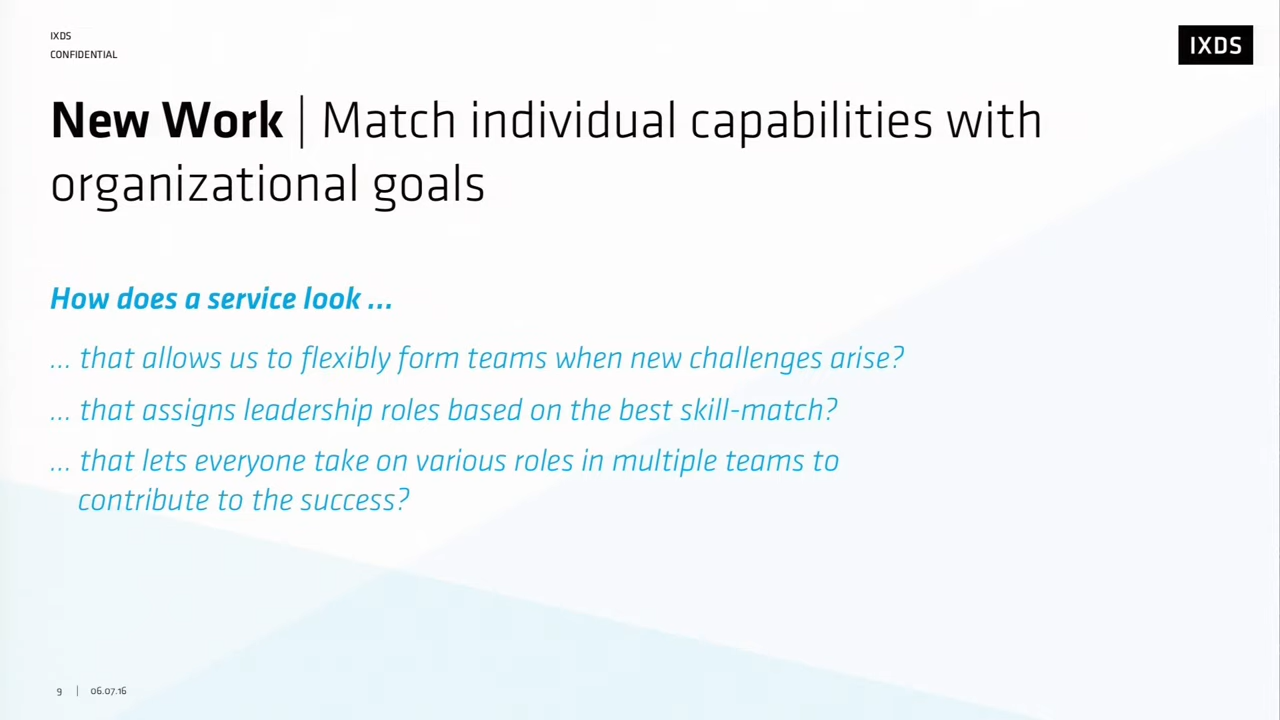 IXDS
CONFIDENTIAL
IXDS
New Work | Match individual capabilities with
organizational goals
How does a service look ...
... that allows us to flexibly form teams when new challenges arise?
... that assigns leadership roles based on the best skill-match?
... that lets everyone take on various roles in multiple teams to
contribute to the success?
9 | 06.07.16